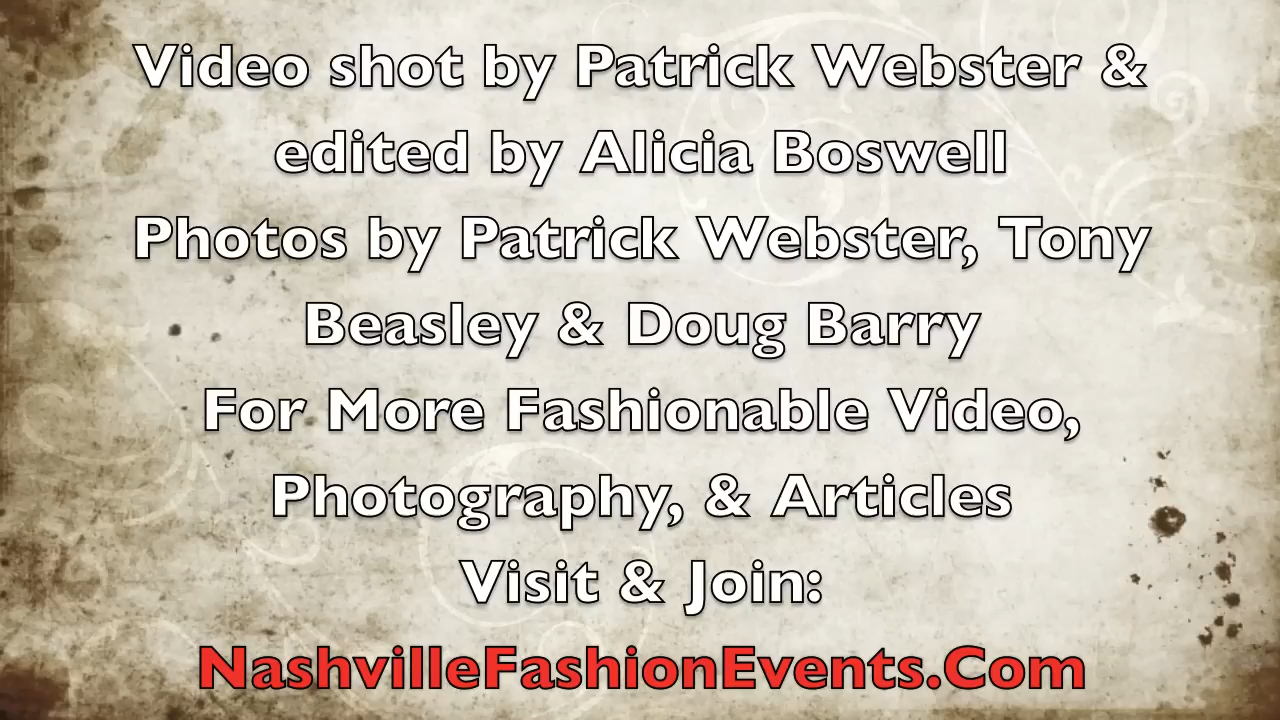 Video shot by Patrick Webster &
edited by Alicia Boswell
Photos by Patrick Webster, Tony
Beasley & Doug Barry
For More Fashionable Video,
Photography, & Articles
Visit & Join:
NashvilleFashionEvents.Com